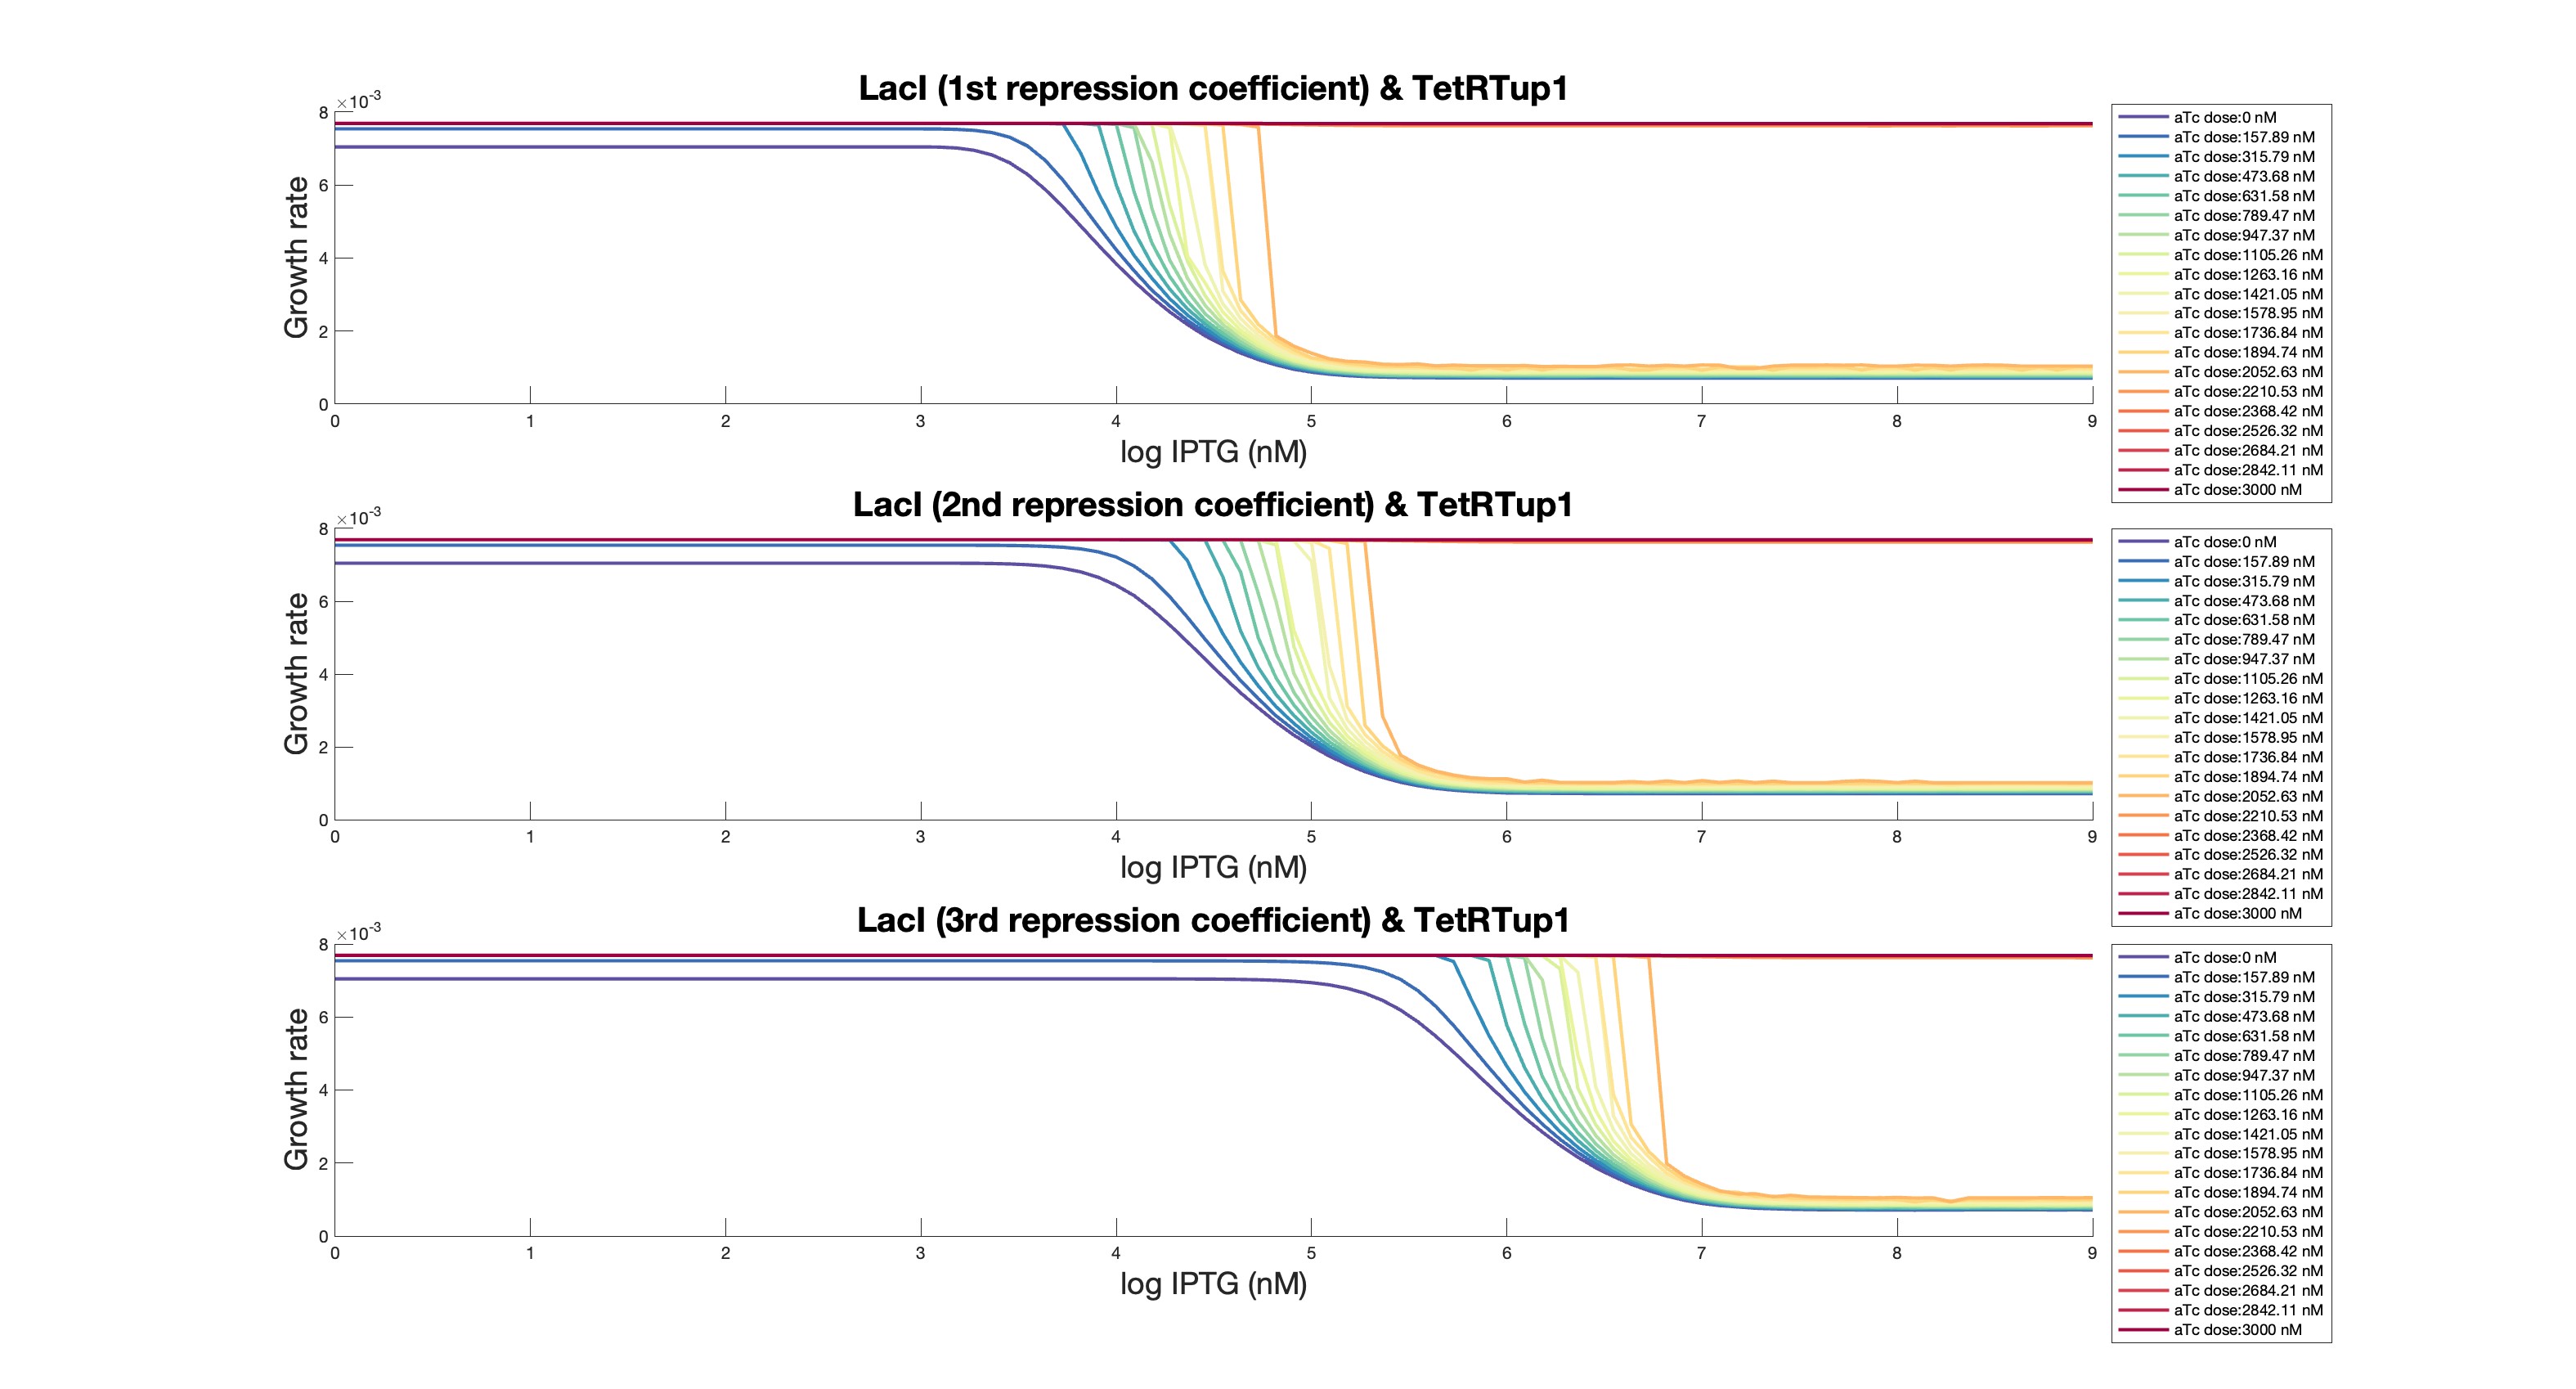 LacI (1st repression coefficient) & TetRTup1
×10-3
8
6
4
2
0
Growth rate
0 1 2 3 4 5 6 7 8 9
log IPTG (nM)
aTc dose:0 nM
aTc dose:157.89 nM
aTc dose:315.79 nM
aTc dose:473.68 nM
aTc dose:631.58 nM
aTc dose:789.47 nM
aTc dose:947.37 nM
aTc dose:1105.26 nM
aTc dose:1263.16 nM
aTc dose:1421.05 nM
aTc dose:1578.95 nM
aTc dose:1736.84 nM
aTc dose:1894.74 nM
aTc dose:2052.63 nM
aTc dose:2210.53 nM
aTc dose:2368.42 nM
aTc dose:2526.32 nM
aTc dose:2684.21 nM
aTc dose:2842.11 nM
aTc dose:3000 nM
LacI (2nd repression coefficient) & TetRTup1
×10-3
8
6
4
2
0
Growth rate
0 1 2 3 4 5 6 7 8 9
log IPTG (nM)
aTc dose:0 nM
aTc dose:157.89 nM
aTc dose:315.79 nM
aTc dose:473.68 nM
aTc dose:631.58 nM
aTc dose:789.47 nM
aTc dose:947.37 nM
aTc dose:1105.26 nM
aTc dose:1263.16 nM
aTc dose:1421.05 nM
aTc dose:1578.95 nM
aTc dose:1736.84 nM
aTc dose:1894.74 nM
aTc dose:2052.63 nM
aTc dose:2210.53 nM
aTc dose:2368.42 nM
aTc dose:2526.32 nM
aTc dose:2684.21 nM
aTc dose:2842.11 nM
aTc dose:3000 nM
LacI (3rd repression coefficient) & TetRTup1
×10-3
8
6
4
2
0
Growth rate
0 1 2 3 4 5 6 7 8 9
log IPTG (nM)
aTc dose:0 nM
aTc dose:157.89 nM
aTc dose:315.79 nM
aTc dose:473.68 nM
aTc dose:631.58 nM
aTc dose:789.47 nM
aTc dose:947.37 nM
aTc dose:1105.26 nM
aTc dose:1263.16 nM
aTc dose:1421.05 nM
aTc dose:1578.95 nM
aTc dose:1736.84 nM
aTc dose:1894.74 nM
aTc dose:2052.63 nM
aTc dose:2210.53 nM
aTc dose:2368.42 nM
aTc dose:2526.32 nM
aTc dose:2684.21 nM
aTc dose:2842.11 nM
aTc dose:3000 nM